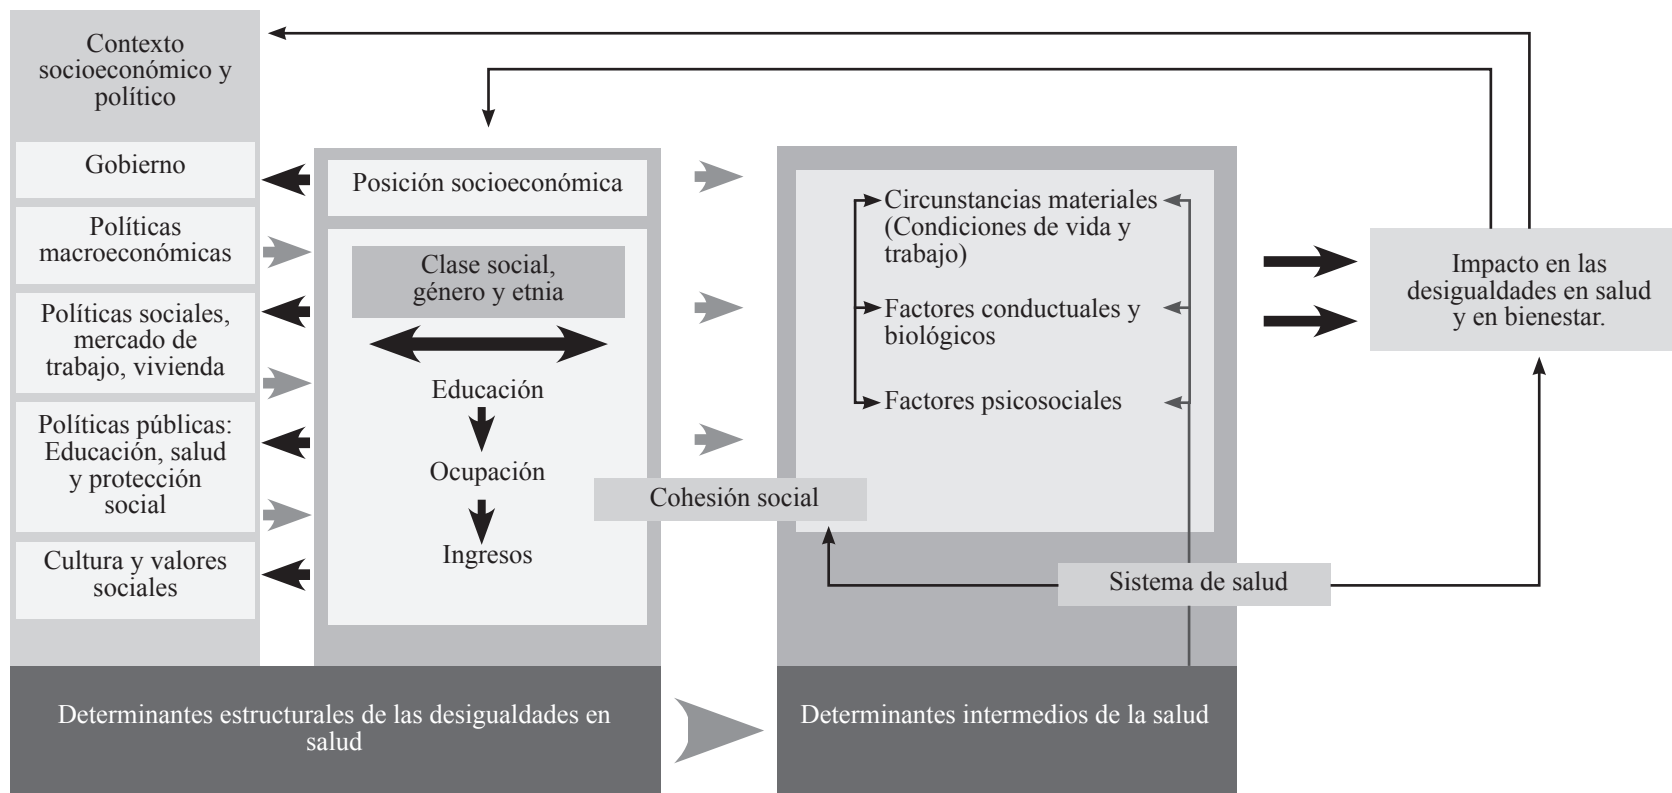 Contexto
socioeconómico y
político
Gobierno
Políticas
macroeconómicas
Políticas sociales,
mercado de
trabajo, vivienda
Políticas públicas:
Educación, salud
y protección
social
Cultura y valores
sociales
Posición socioeconómica
Clase social,
género y etnia
Educación
Ocupación
Ingresos
Cohesión social
Circunstancias materiales
(Condiciones de vida y
trabajo)
Factores conductuales y
biológicos
Factores psicosociales
Sistema de salud
Impacto en las
desigualdades en salud
y en bienestar.
Determinantes estructurales de las desigualdades en
salud
Determinantes intermedios de la salud